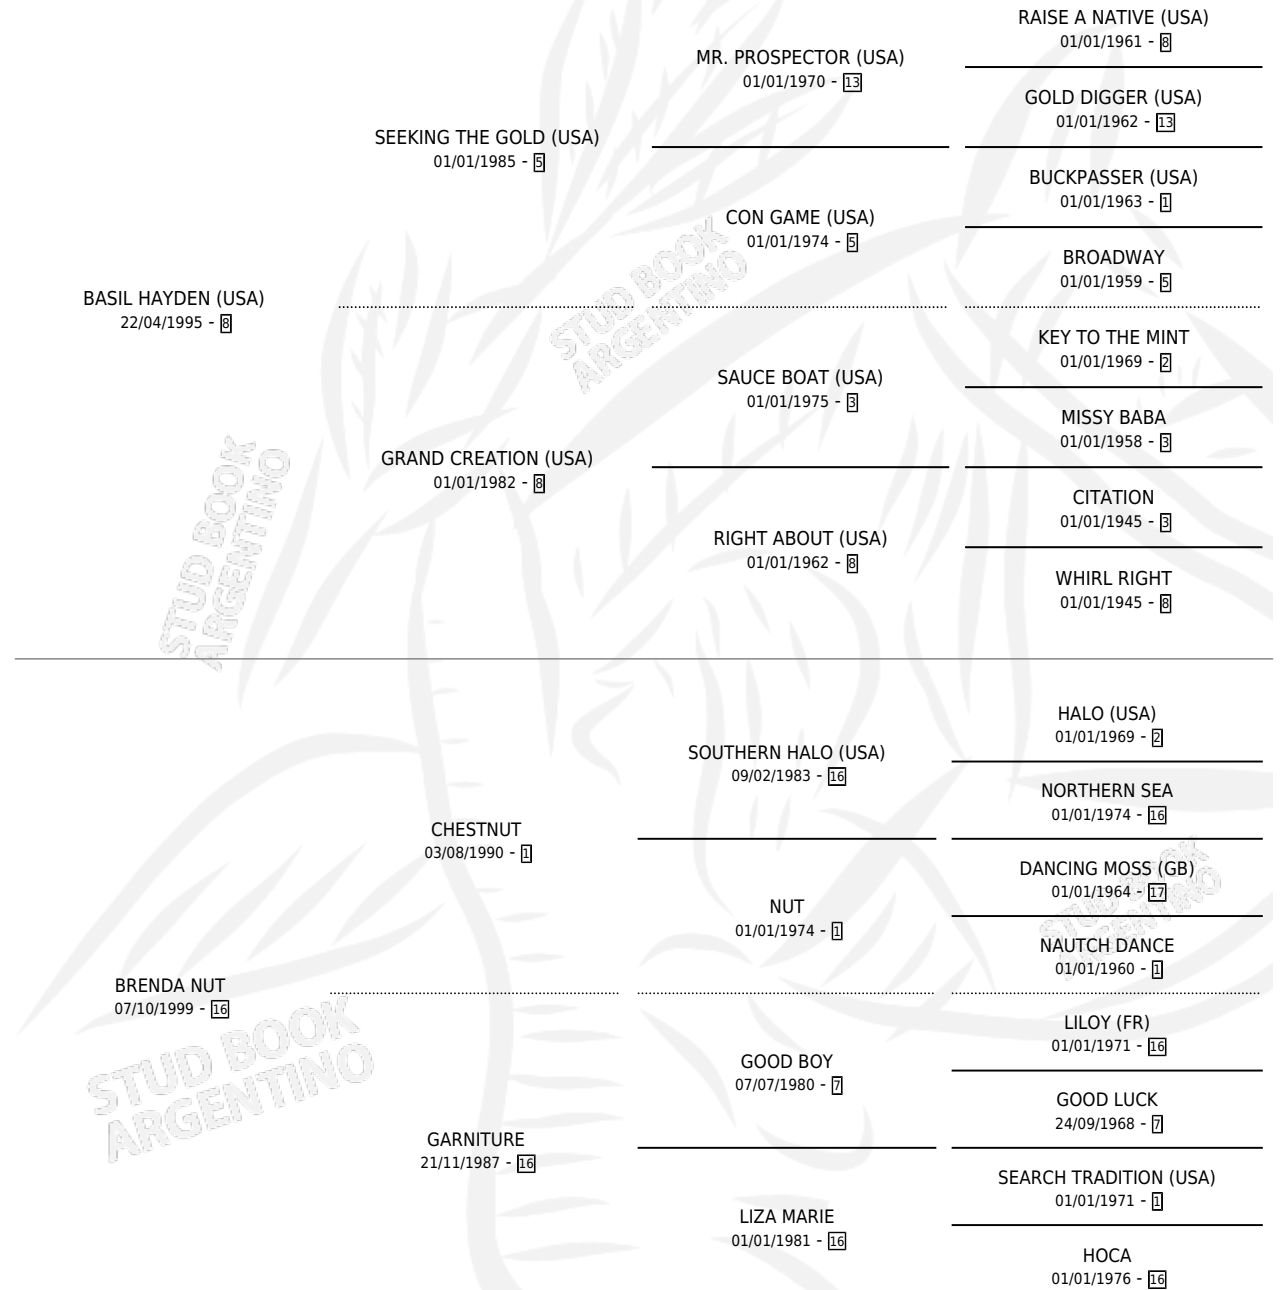 RAISE A NATIVE (USA)
01/01/1961 - 8
MR. PROSPECTOR (USA)
01/01/1970 - 13
GOLD DIGGER (USA)
01/01/1962 - 13
SEEKING THE GOLD (USA)
01/01/1985 - 5
BUCKPASSER (USA)
01/01/1963 - 1
CON GAME (USA)
01/01/1974 - 5
BROADWAY
01/01/1959 - 5
BASIL HAYDEN (USA)
22/04/1995 - 8
KEY TO THE MINT
01/01/1969 - 2
SAUCE BOAT (USA)
01/01/1975 - 3
MISSY BABA
01/01/1958 - 3
GRAND CREATION (USA)
01/01/1982 - 8
CITATION
01/01/1945 - 3
RIGHT ABOUT (USA)
01/01/1962 - 8
WHIRL RIGHT
01/01/1945 - 8
STUD BOOK
ARGENTINO
STUD BOOK
ARGENTINO
HALO (USA)
01/01/1969 - 2
SOUTHERN HALO (USA)
09/02/1983 - 16
NORTHERN SEA
01/01/1974 - 16
CHESTNUT
03/08/1990 - 1
DANCING MOSS (GB)
01/01/1964 - 17
NUT
01/01/1974 - 1
NAUTCH DANCE
01/01/1960 - 1
BRENDA NUT
07/10/1999 - 16
LILOY (FR)
01/01/1971 - 16
GOOD BOY
07/07/1980 - 7
GOOD LUCK
24/09/1968 - 7
GARNITURE
21/11/1987 - 16
SEARCH TRADITION (USA)
01/01/1971 - 1
LIZA MARIE
01/01/1981 - 16
HOCA
01/01/1976 - 16
STUD BOOK
ARGENTINO
STUD BOOK
ARGENTINO